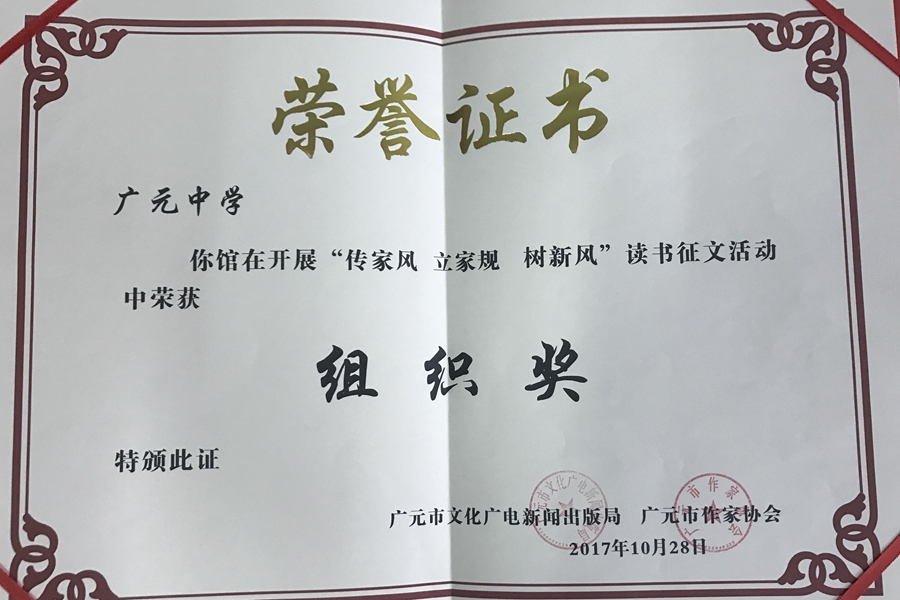 荣誉证书
广元中学
你馆在开展“传家风 立家规 树新风”读书征文活动
中荣获
组织奖
特颁此证
广元市文化广电新闻出版局 广元市作家协会
2017年10月28日